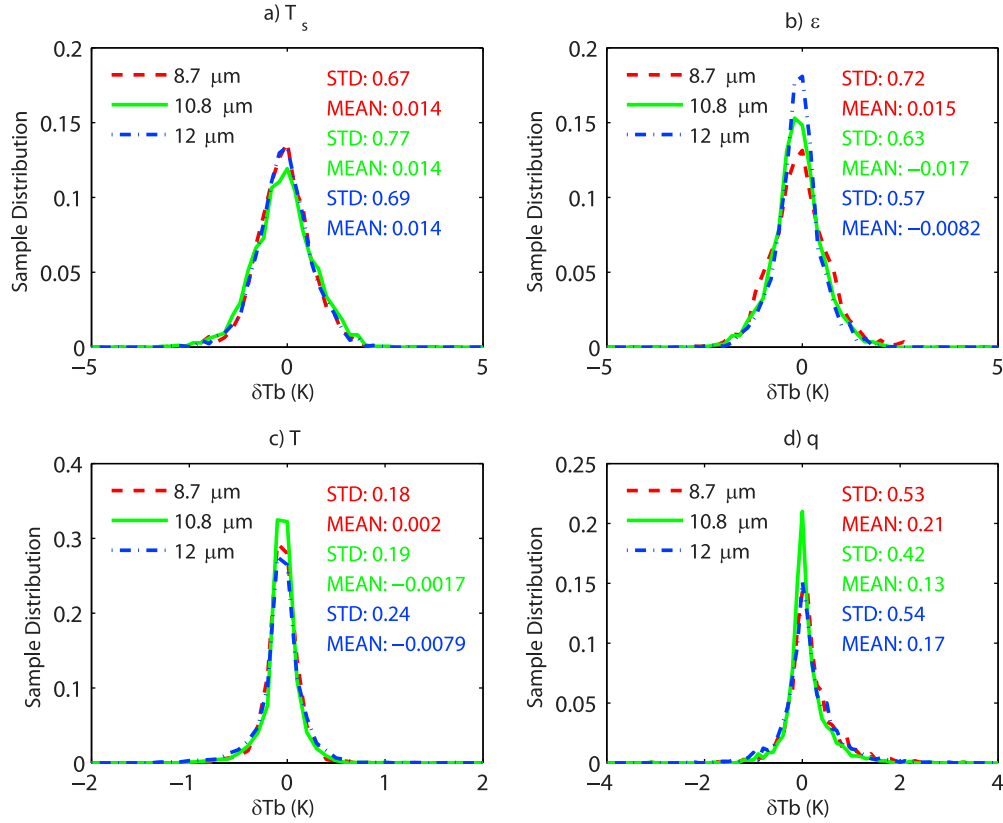 a) T s
0.2
0.15
0.1
0.05
0
Sample Distribution
8.7 μm
10.8 μm
12 μm
STD: 0.67
MEAN: 0.014
STD: 0.77
MEAN: 0.014
STD: 0.69
MEAN: 0.014
−5 0 5
δTb (K)
b) ε
0.2
0.15
0.1
0.05
0
Sample Distribution
8.7 μm
10.8 μm
12 μm
STD: 0.72
MEAN: 0.015
STD: 0.63
MEAN: −0.017
STD: 0.57
MEAN: −0.0082
−5 0 5
δTb (K)
c) T
0.4
0.3
0.2
0.1
0
Sample Distribution
8.7 μm
10.8 μm
12 μm
STD: 0.18
MEAN: 0.002
STD: 0.19
MEAN: −0.0017
STD: 0.24
MEAN: −0.0079
−2 −1 0 1 2
δTb (K)
d) q
0.25
0.2
0.15
0.1
0.05
0
Sample Distribution
8.7 μm
10.8 μm
12 μm
STD: 0.53
MEAN: 0.21
STD: 0.42
MEAN: 0.13
STD: 0.54
MEAN: 0.17
−4 −2 0 2 4
δTb (K)